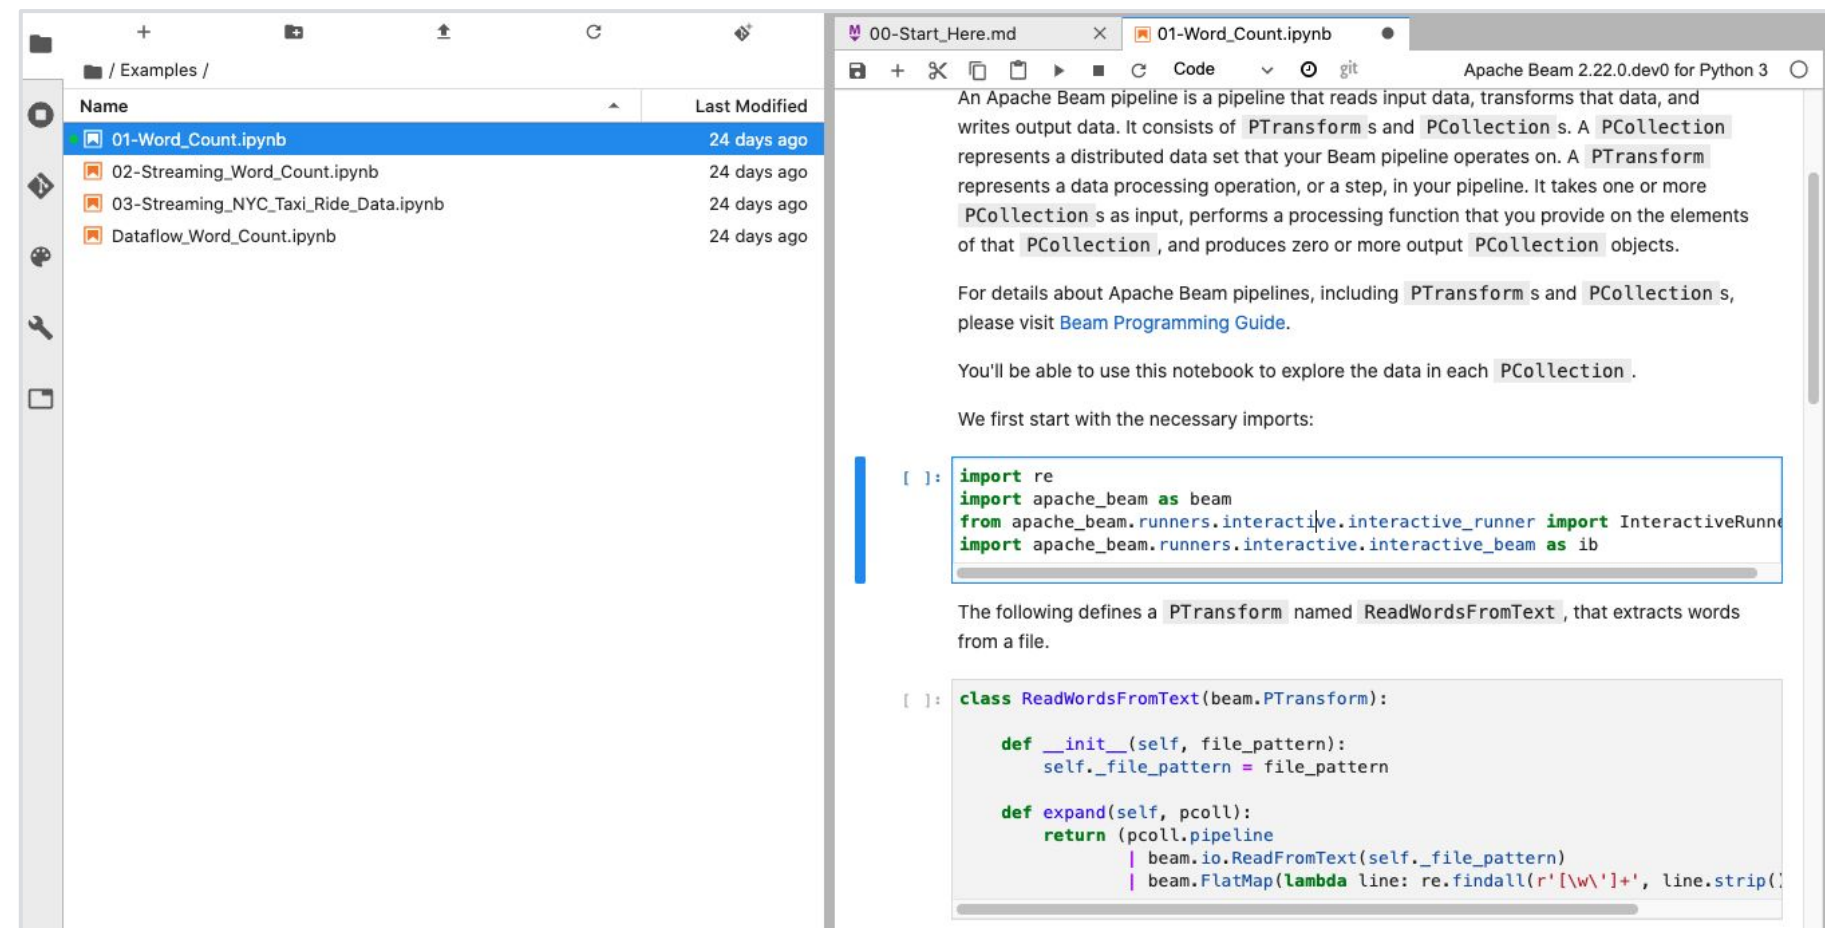 / Examples /
Name Last Modified
01-Word_Count.ipynb 24 days ago
02-Streaming_Word_Count.ipynb 24 days ago
03-Streaming_NYC_Taxi_Ride_Data.ipynb 24 days ago
Dataflow_Word_Count.ipynb 24 days ago
00-Start_Here.md
01-Word_Count.ipynb
Code
git
Apache Beam 2.22.0.dev0 for Python 3
An Apache Beam pipeline is a pipeline that reads input data, transforms that data, and
writes output data. It consists of PTransform s and PCollection s. A PCollection
represents a distributed data set that your Beam pipeline operates on. A PTransform
represents a data processing operation, or a step, in your pipeline. It takes one or more
PCollection s as input, performs a processing function that you provide on the elements
of that PCollection , and produces zero or more output PCollection objects.
For details about Apache Beam pipelines, including PTransform s and PCollection s,
please visit Beam Programming Guide.
You'll be able to use this notebook to explore the data in each PCollection .
We first start with the necessary imports:
[ ]: import re
import apache_beam as beam
from apache_beam.runners.interactive.interactive_runner import InteractiveRunne
import apache_beam.runners.interactive.interactive_beam as ib
The following defines a PTransform named ReadWordsFromText , that extracts words
from a file.
[ ]: class ReadWordsFromText(beam.PTransform):
def __init__(self, file_pattern):
self._file_pattern = file_pattern
def expand(self, pcoll):
return (pcoll.pipeline
| beam.io.ReadFromText(self._file_pattern)
| beam.FlatMap(lambda line: re.findall(r'[\w\']+', line.strip()